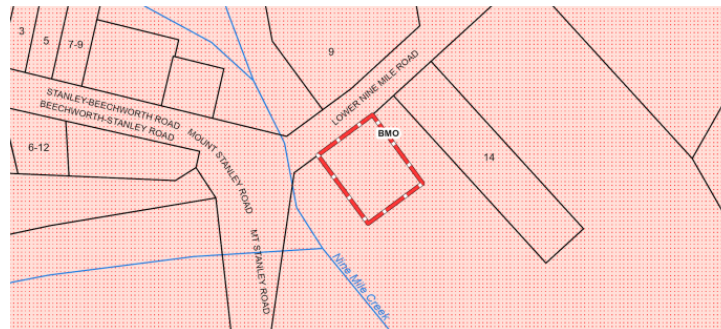 3
5
7-9
9
LOWER NINE MILE ROAD
STANLEY-BEECHWORTH ROAD
BEECHWORTH-STANLEY ROAD
BMO
6-12
MOUNT STANLEY ROAD
14
MT STANLEY ROAD
Nine Mile Creek